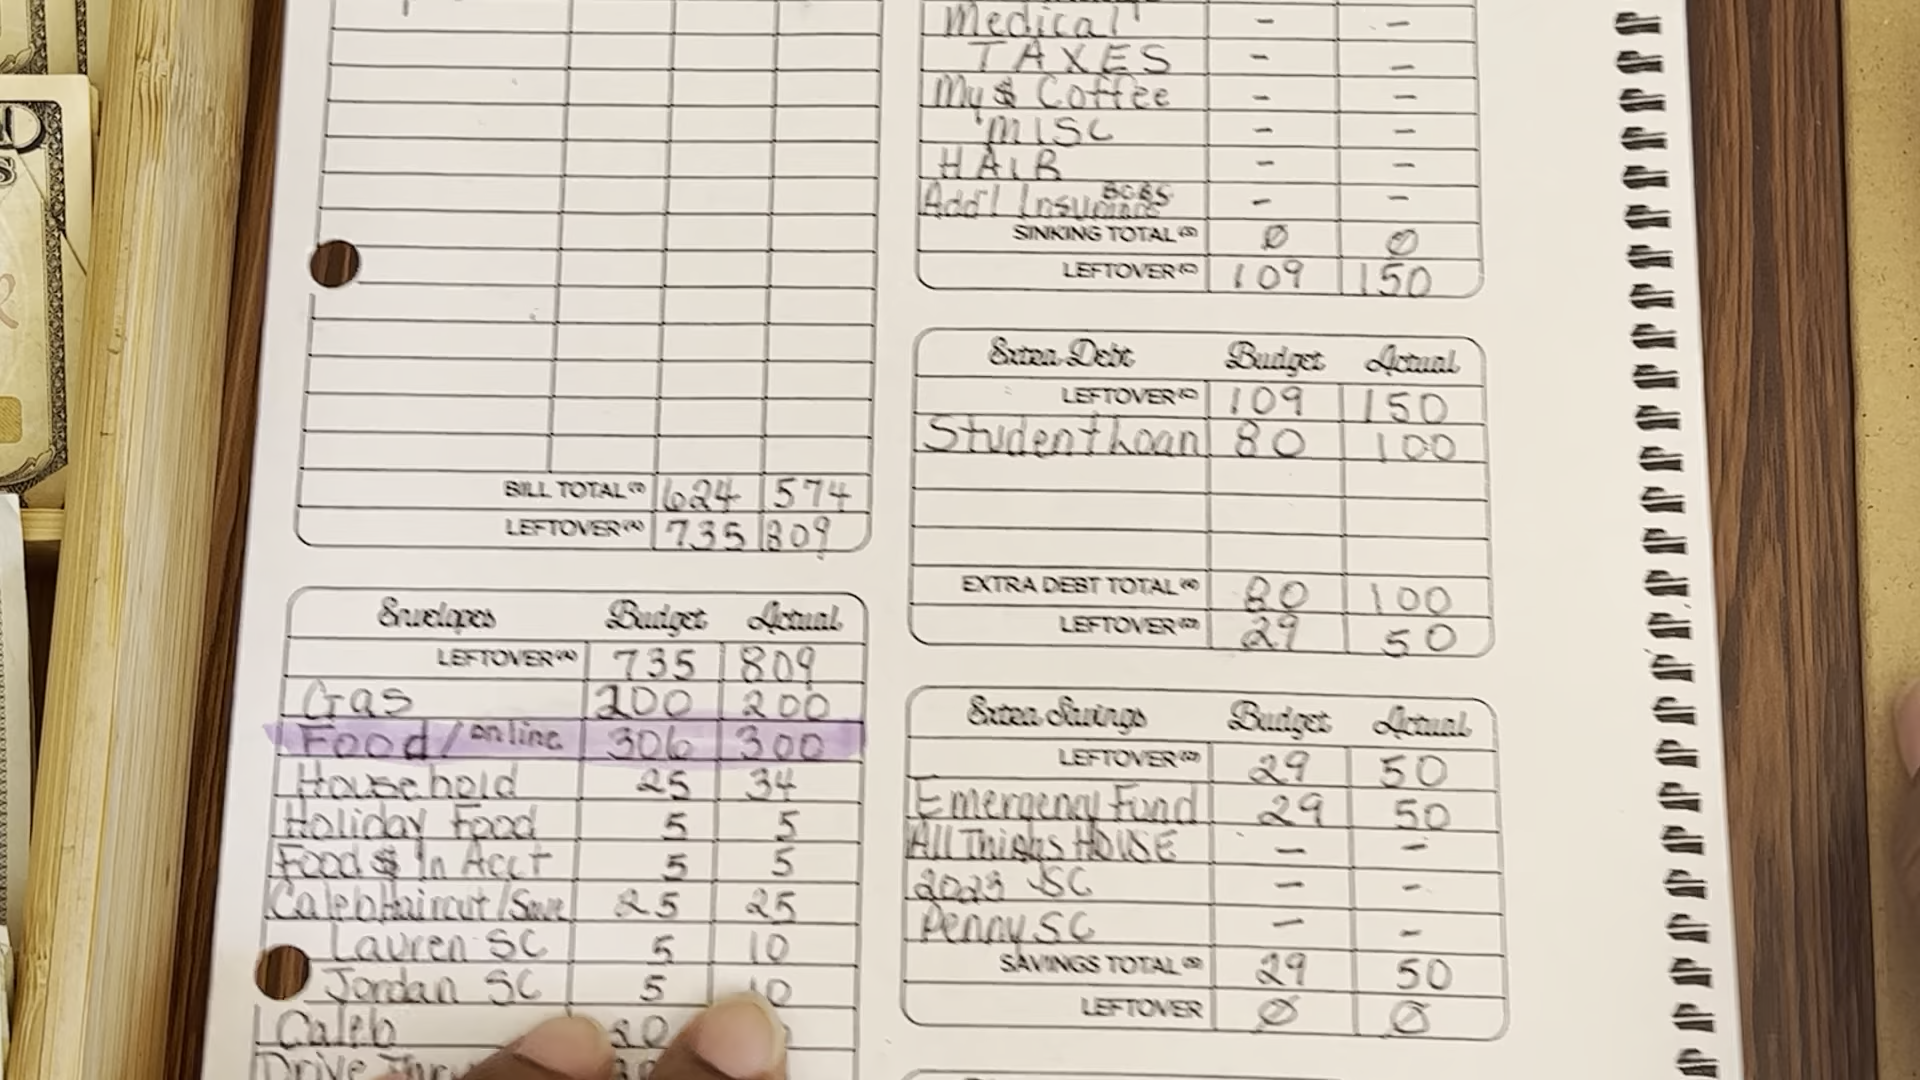 BILL TOTAL 624 574
LEFTOVER 735 809
Envelopes Budget Actual
LEFTOVER 735 809
Gas 200 200
Food/online 306 300
Household 25 34
Holiday Food 5 5
Food $ in Acct 5 5
Caleb Haircut/Save 25 25
Lauren SC 5 10
Jordan SC 5 10
Caleb 20
Drive Thru
Medical - -
TAXES - -
My $ Coffee - -
MISC - -
HAIR - -
Add'l Insurance BCBS - -
SINKING TOTAL Ø Ø
LEFTOVER 109 150
Extra Debt Budget Actual
LEFTOVER 109 150
Student Loan 80 100
EXTRA DEBT TOTAL 80 100
LEFTOVER 29 50
Extra Savings Budget Actual
LEFTOVER 29 50
Emergency Fund 29 50
All Things HOUSE - -
2023 SC - -
Penny SC - -
SAVINGS TOTAL 29 50
LEFTOVER Ø Ø